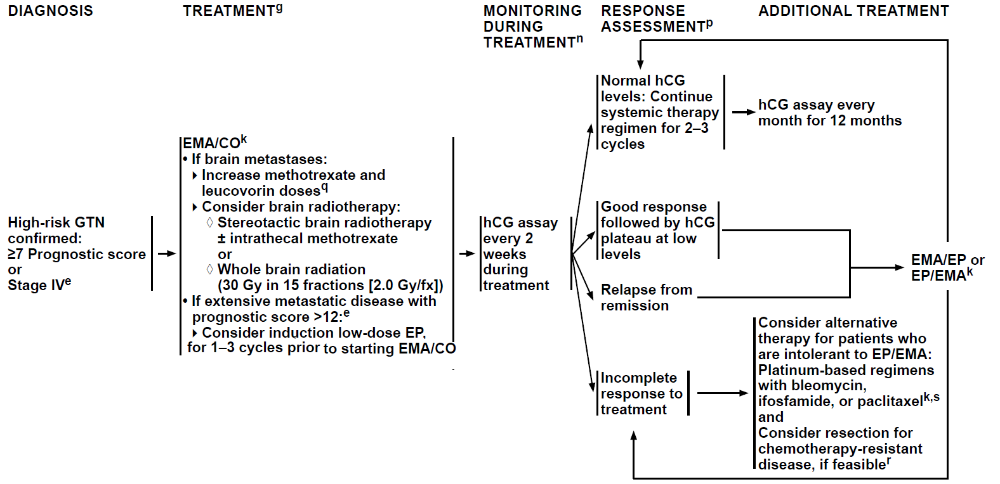 DIAGNOSIS
TREATMENTg
MONITORING
DURING
TREATMENTn
RESPONSE
ASSESSMENTp
ADDITIONAL TREATMENT
High-risk GTN
confirmed:
≥7 Prognostic score
or
Stage IVe
EMA/COk
• If brain metastases:
Increase methotrexate and
leucovorin dosesq
Consider brain radiotherapy:
◊ Stereotactic brain radiotherapy
± intrathecal methotrexate
or
◊ Whole brain radiation
(30 Gy in 15 fractions [2.0 Gy/fx])
• If extensive metastatic disease with
prognostic score >12:e
Consider induction low-dose EP,
for 1–3 cycles prior to starting EMA/CO
hCG assay
every 2
weeks
during
treatment
Normal hCG
levels: Continue
systemic therapy
regimen for 2–3
cycles
hCG assay every
month for 12 months
Good response
followed by hCG
plateau at low
levels
Relapse from
remission
EMA/EP or
EP/EMAk
Incomplete
response to
treatment
Consider alternative
therapy for patients who
are intolerant to EP/EMA:
Platinum-based regimens
with bleomycin,
ifosfamide, or paclitaxelk,s
and
Consider resection for
chemotherapy-resistant
disease, if feasibler